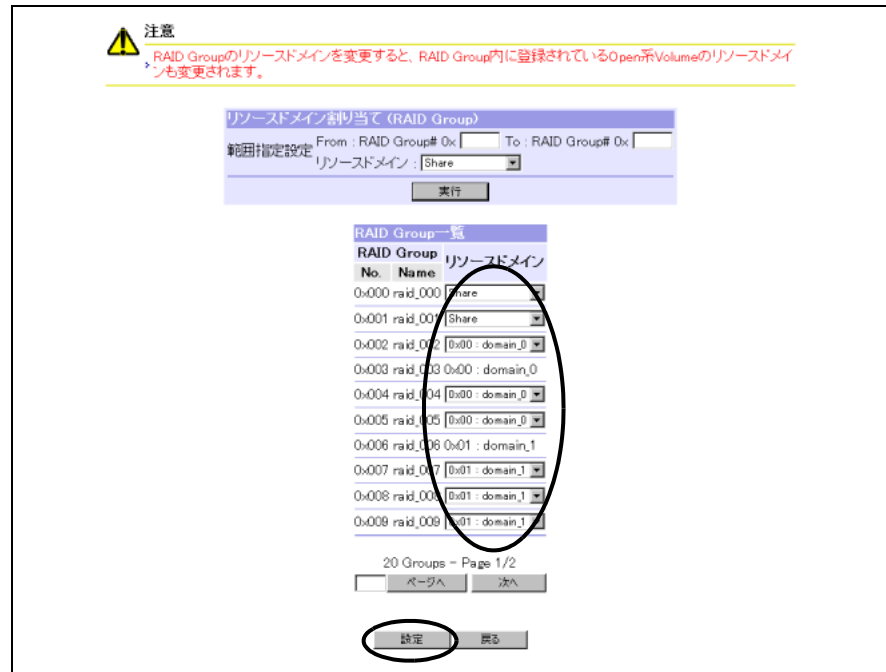 注意
RAID Groupのリソースドメインを変更すると、RAID Group内に登録されているOpen系Volumeのリソースドメイ
ンも変更されます。
リソースドメイン割り当て (RAID Group)
範囲指定設定 From : RAID Group# 0x To : RAID Group# 0x
リソースドメイン : Share
実行
RAID Group一覧
RAID Group リソースドメイン
No. Name
0x000 raid_000 Share
0x001 raid_001 Share
0x002 raid_002 0x00 : domain_0
0x003 raid_003 0x00 : domain_0
0x004 raid_004 0x00 : domain_0
0x005 raid_005 0x00 : domain_0
0x006 raid_006 0x01 : domain_1
0x007 raid_007 0x01 : domain_1
0x008 raid_008 0x01 : domain_1
0x009 raid_009 0x01 : domain_1
20 Groups - Page 1/2
ページへ 次へ
設定 戻る